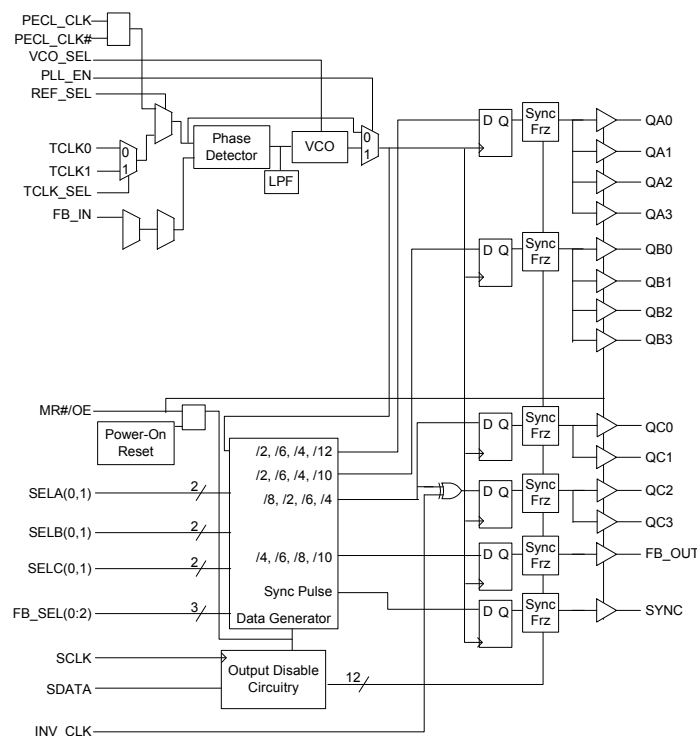 PECL_CLK
PECL_CLK#
VCO_SEL
PLL_EN
REF_SEL
TCLK0
TCLK1
TCLK_SEL
FB_IN
0
1
Phase
Detector
LPF
VCO
0
1
D Q
Sync
Frz
QA0
QA1
QA2
QA3
D Q
Sync
Frz
QB0
QB1
QB2
QB3
MR#/OE
Power-On
Reset
/2, /6, /4, /12
/2, /6, /4, /10
/8, /2, /6, /4
/4, /6, /8, /10
Sync Pulse
Data Generator
SELA(0,1)
2
SELB(0,1)
2
SELC(0,1)
2
FB_SEL(0:2)
3
D Q
Sync
Frz
QC0
QC1
D Q
Sync
Frz
QC2
QC3
D Q
Sync
Frz
FB_OUT
D Q
Sync
Frz
SYNC
SCLK
SDATA
Output Disable
Circuitry
12
INV_CLK